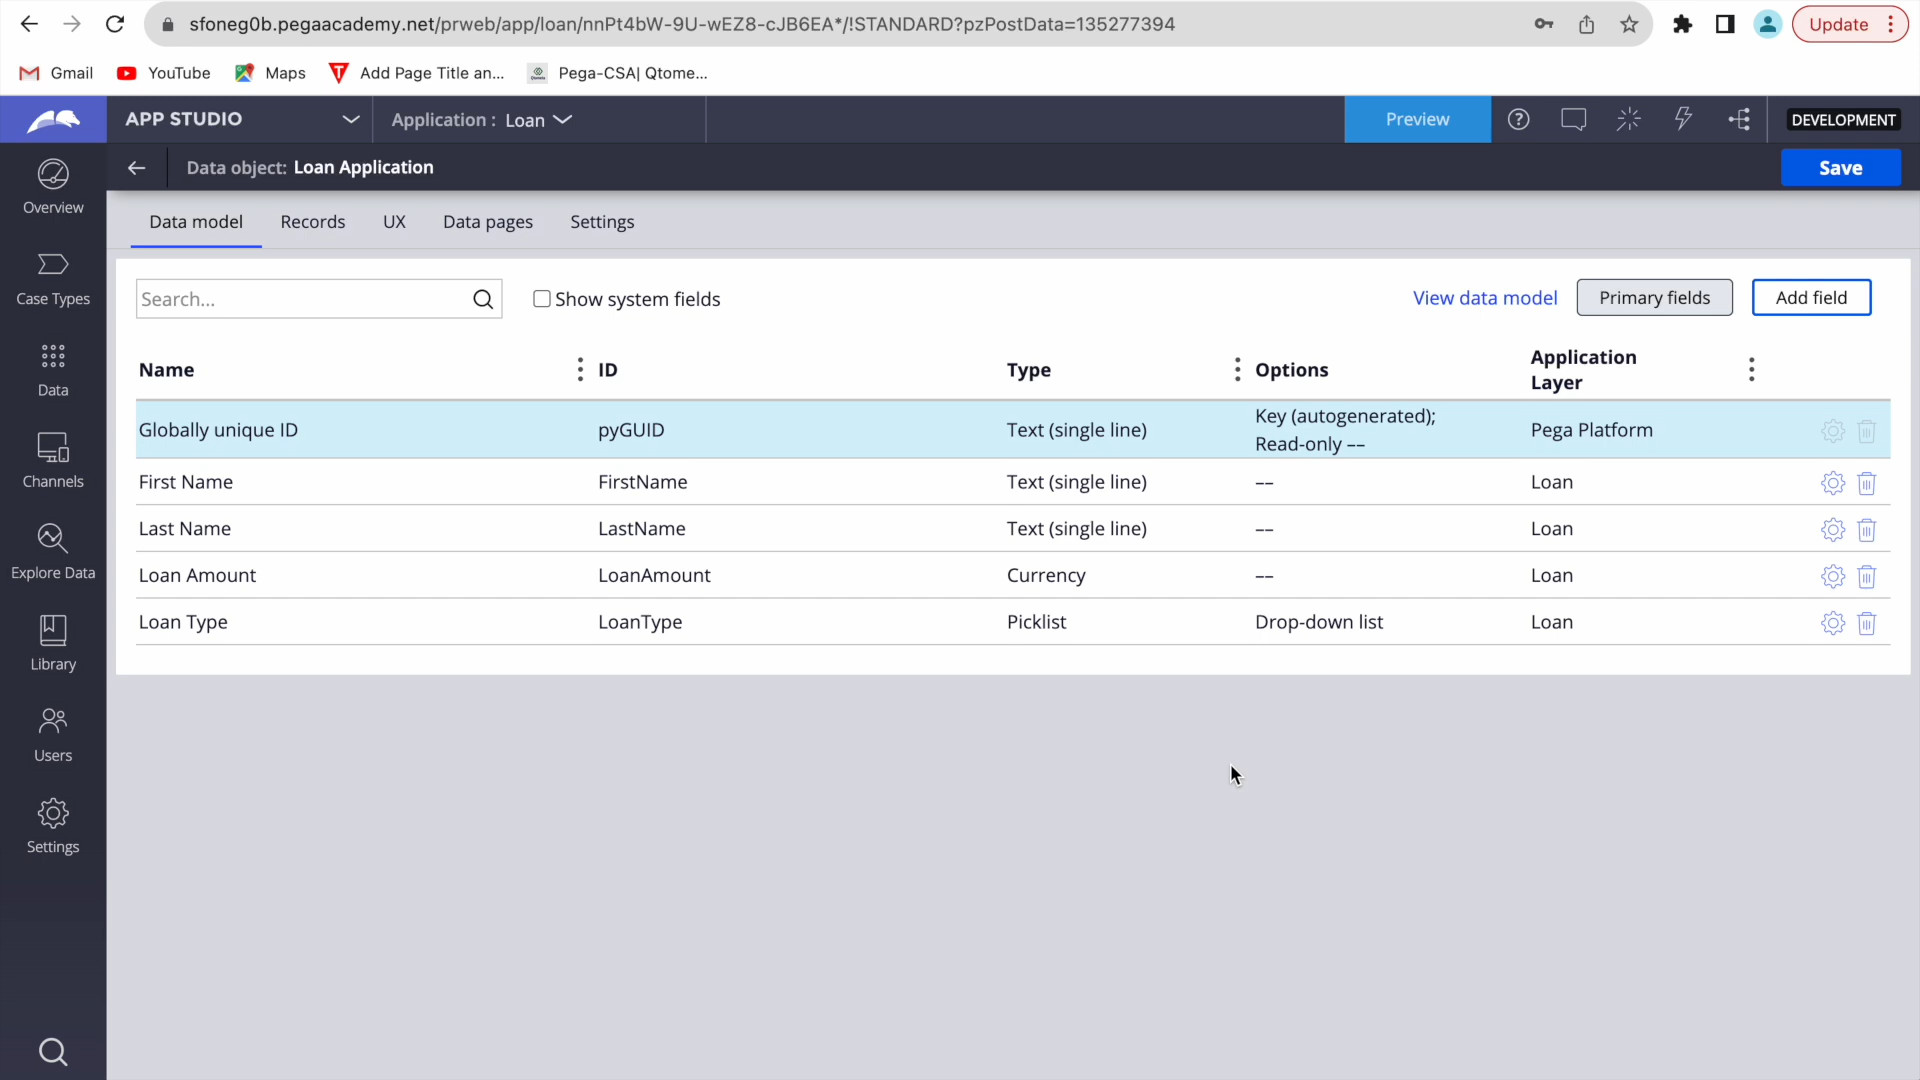 sfoneg0b.pegaacademy.net/prweb/app/loan/nnPt4bW-9U-wEZ8-cJB6EA*/!STANDARD?pzPostData=135277394
Update
Gmail
YouTube
Maps
Add Page Title an...
Pega-CSA| Qtome...
APP STUDIO
Application : Loan
Preview
DEVELOPMENT
Data object: Loan Application
Save
Overview
Case Types
Data
Channels
Explore Data
Library
Users
Settings
Data model Records UX Data pages Settings
Search...
Show system fields
View data model
Primary fields
Add field
Name ID Type Options Application Layer
Globally unique ID pyGUID Text (single line) Key (autogenerated); Read-only –– Pega Platform
First Name FirstName Text (single line) –– Loan
Last Name LastName Text (single line) –– Loan
Loan Amount LoanAmount Currency –– Loan
Loan Type LoanType Picklist Drop-down list Loan